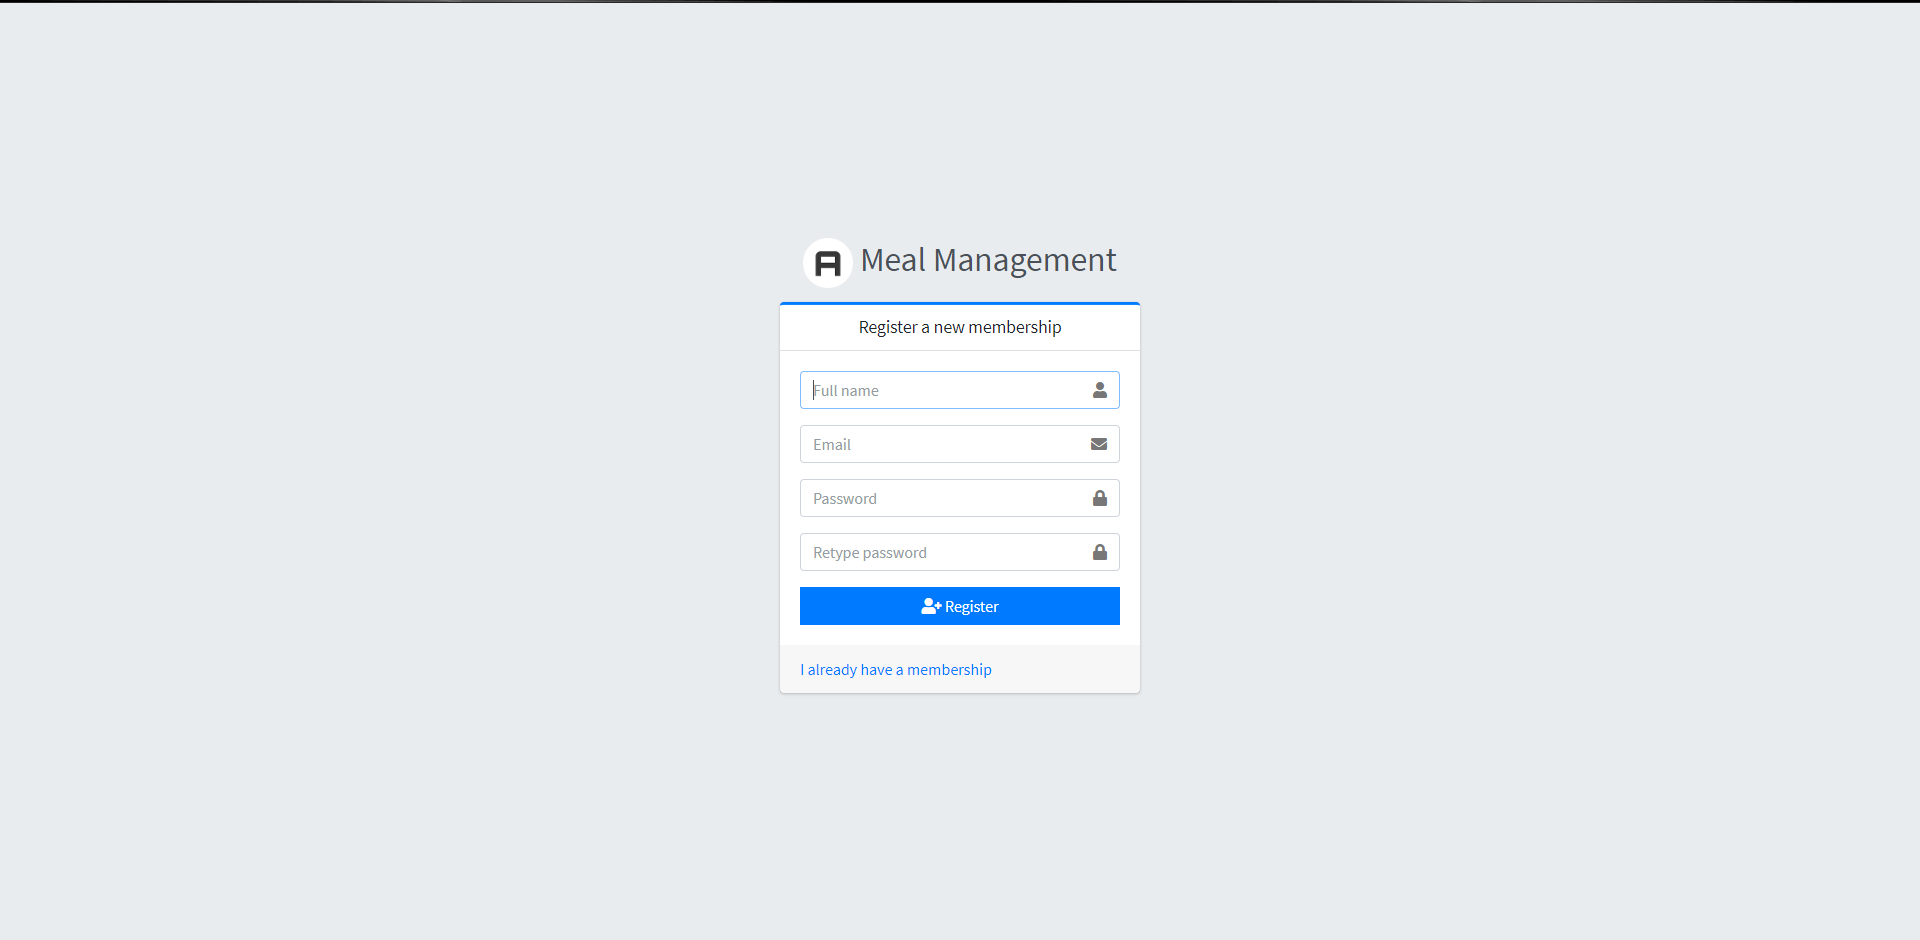 Meal Management
Register a new membership
Full name
Email
Password
Retype password
Register
I already have a membership